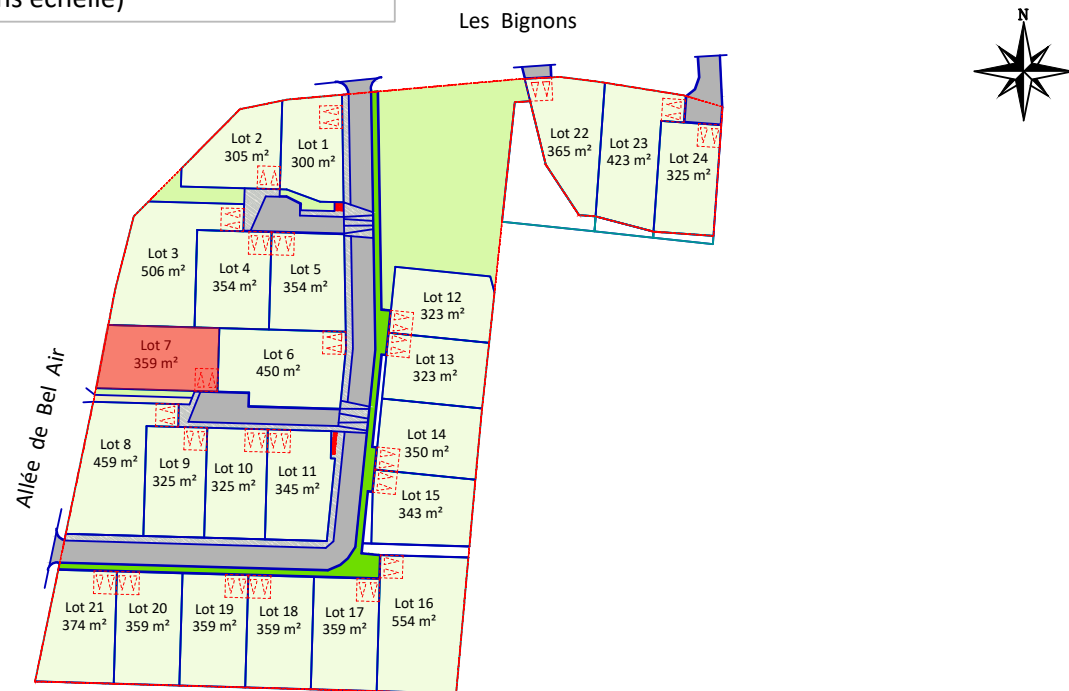 ns échelle)
Les Bignons
N
Lot 2
305 m²
Lot 1
300 m²
Lot 22
365 m²
Lot 23
423 m²
Lot 24
325 m²
Lot 3
506 m²
Lot 4
354 m²
Lot 5
354 m²
Lot 12
323 m²
Lot 7
359 m²
Lot 6
450 m²
Lot 13
323 m²
Allée de Bel Air
Lot 8
459 m²
Lot 9
325 m²
Lot 10
325 m²
Lot 11
345 m²
Lot 14
350 m²
Lot 15
343 m²
Lot 21
374 m²
Lot 20
359 m²
Lot 19
359 m²
Lot 18
359 m²
Lot 17
359 m²
Lot 16
554 m²